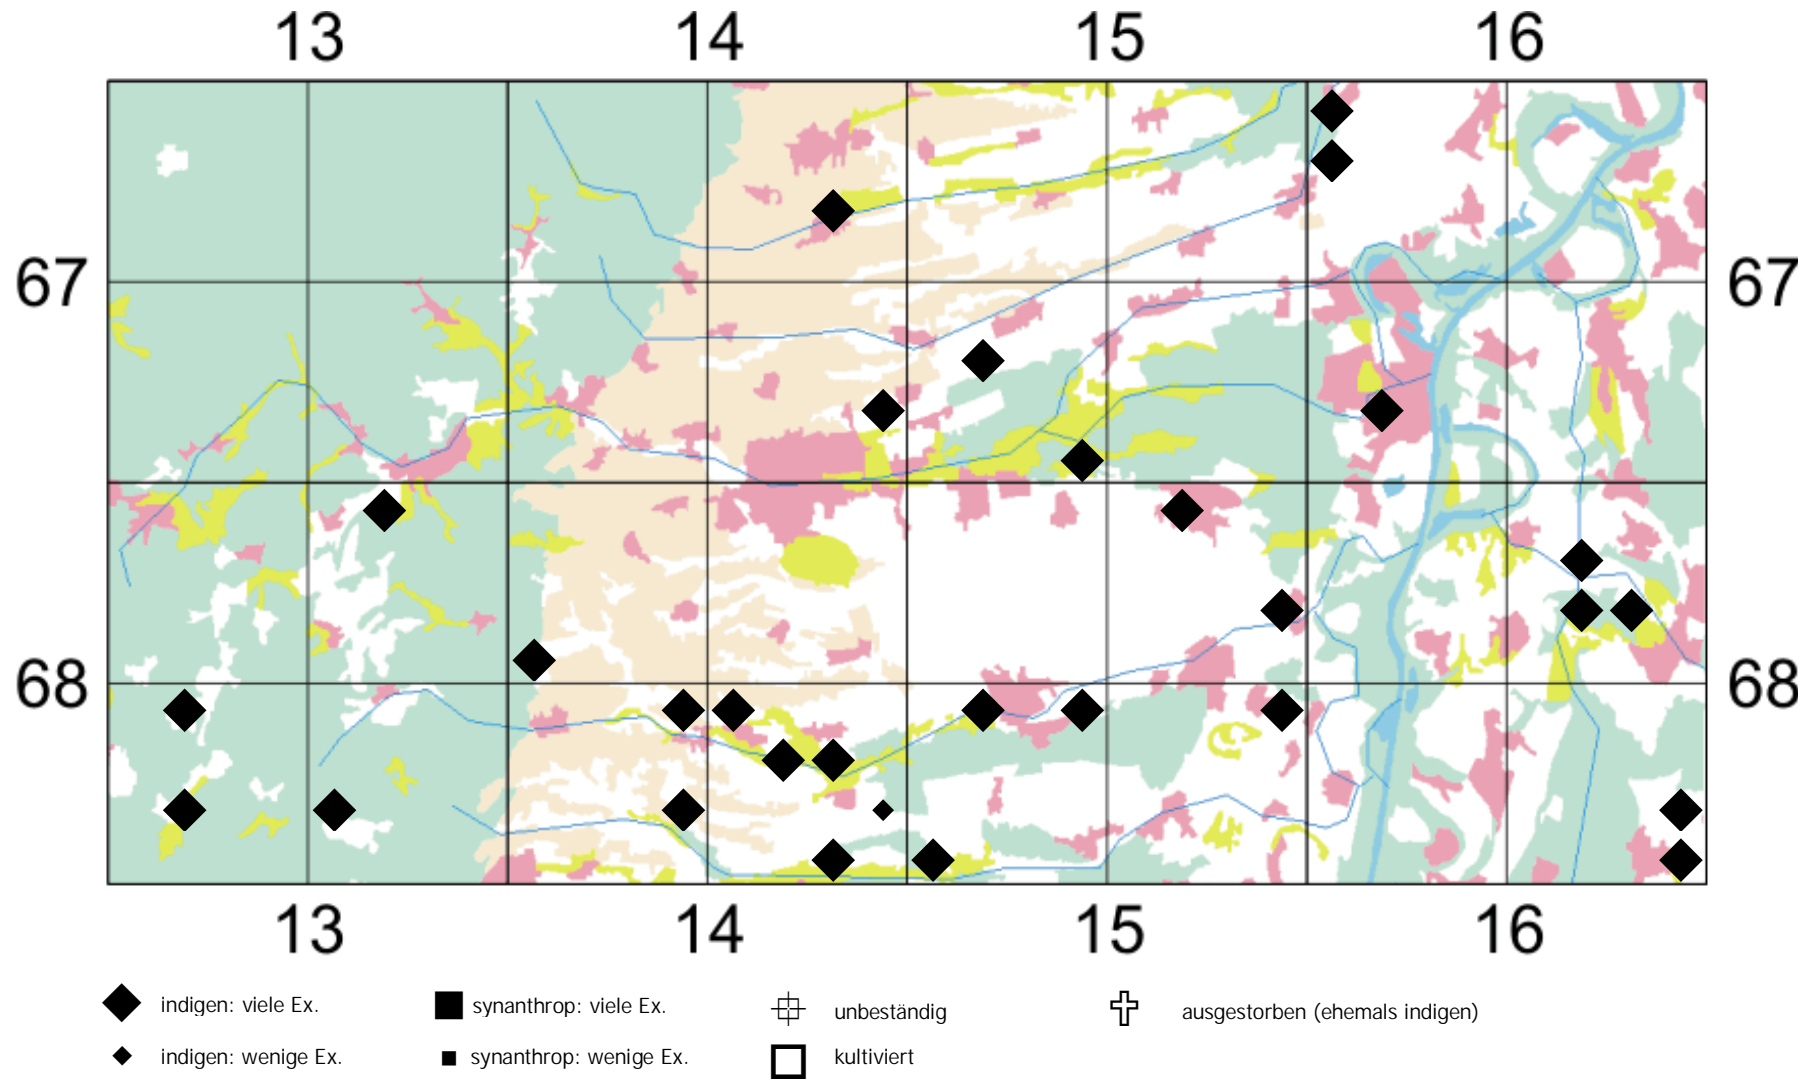 13 14 15 16
67 67
68 68
13 14 15 16
indigen: viele Ex. synanthrop: viele Ex. unbeständig ausgestorben (ehemals indigen)
indigen: wenige Ex. synanthrop: wenige Ex. kultiviert